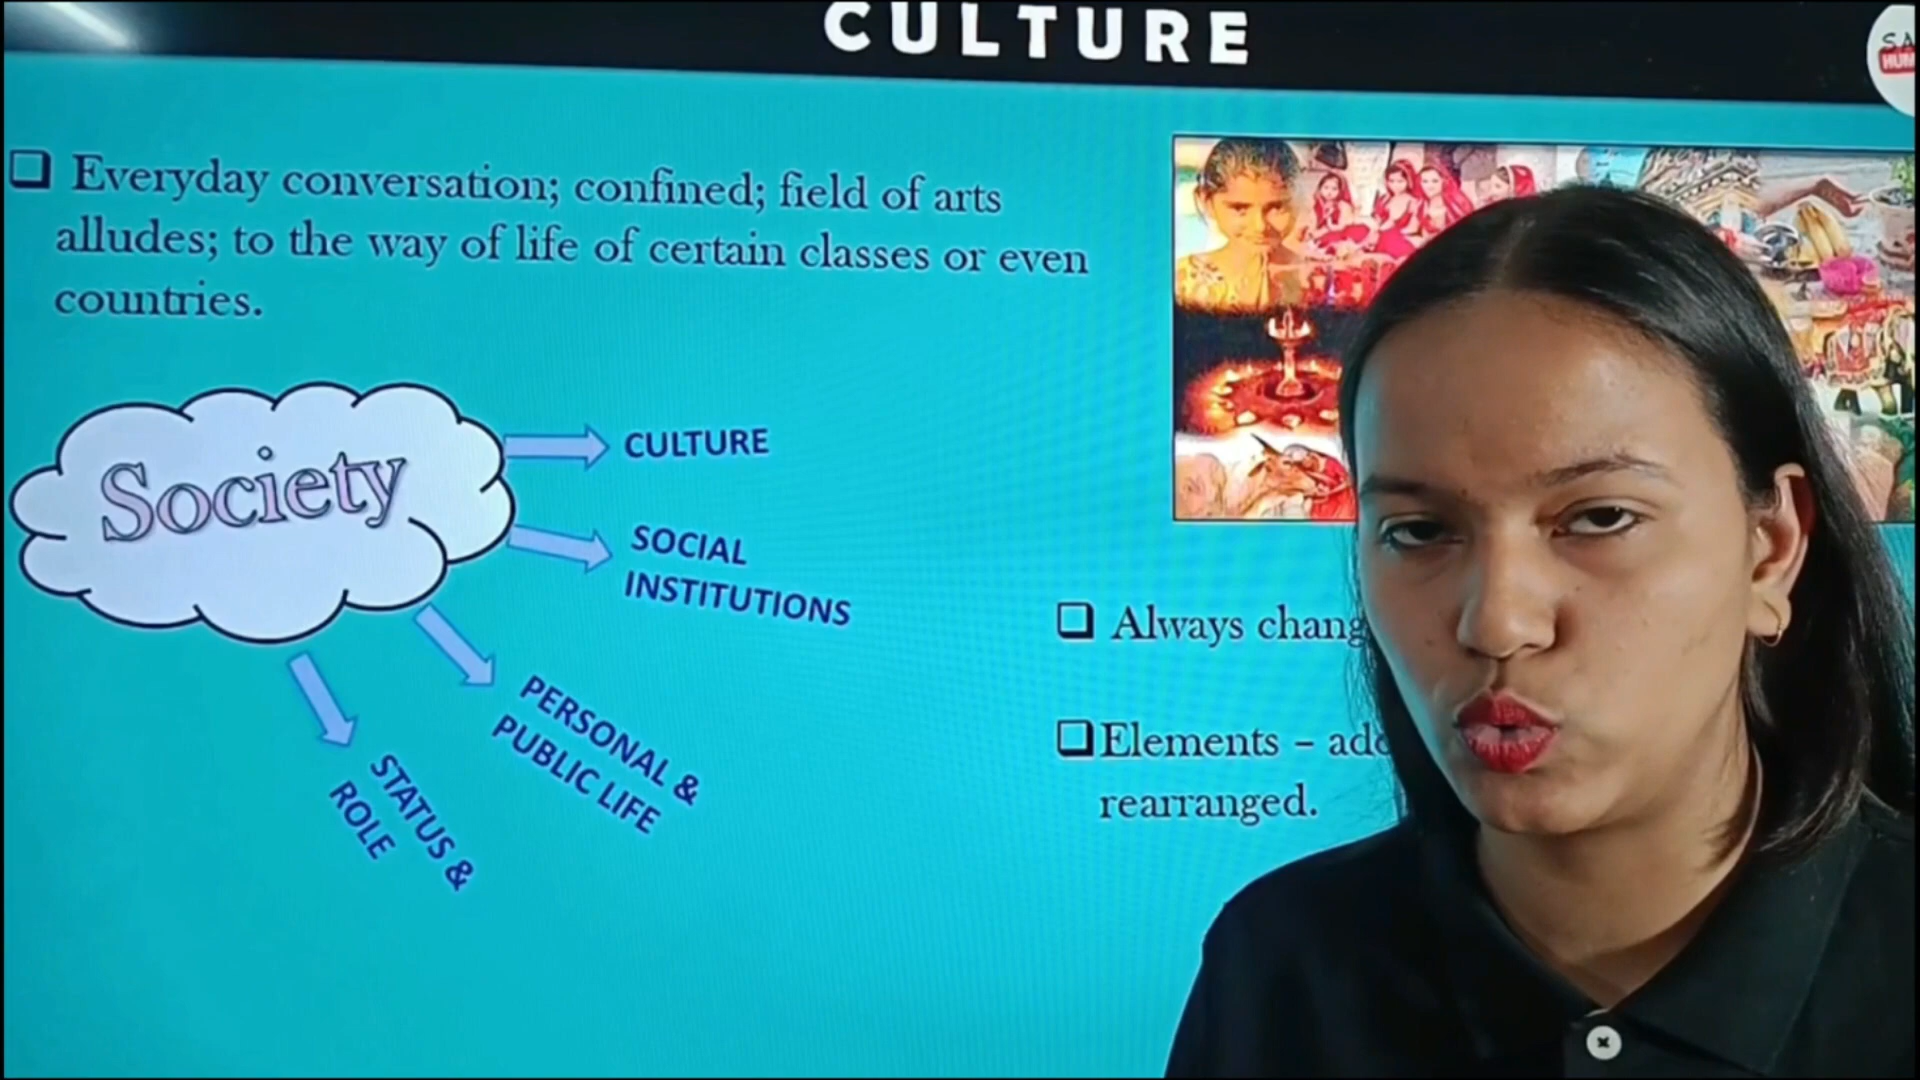 CULTURE
Everyday conversation; confined; field of arts
alludes; to the way of life of certain classes or even
countries.
Society
CULTURE
SOCIAL
INSTITUTIONS
PERSONAL &
PUBLIC LIFE
STATUS &
ROLE
Always
Elements –
rearranged.